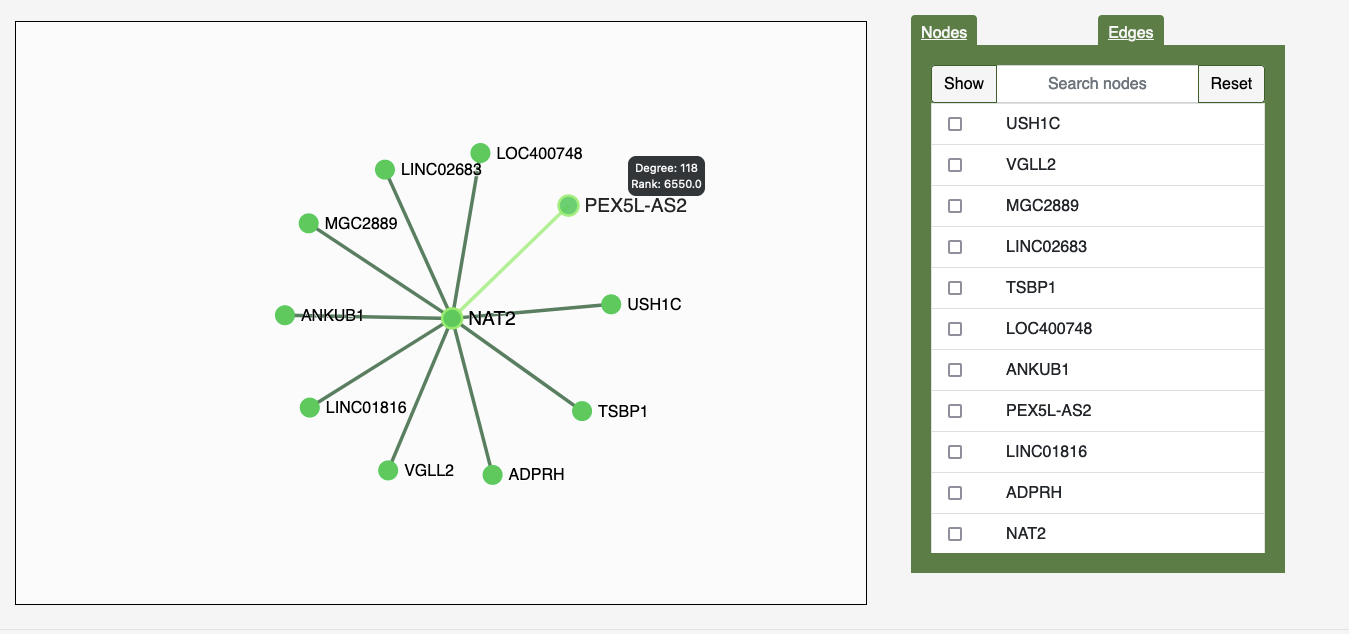 LOC400748
LINC02683
Degree: 118
Rank: 6550.0
PEX5L-AS2
MGC2889
USH1C
ANKUB1
NAT2
LINC01816
TSBP1
VGLL2
ADPRH
Nodes
Edges
Show
Search nodes
Reset
USH1C
VGLL2
MGC2889
LINC02683
TSBP1
LOC400748
ANKUB1
PEX5L-AS2
LINC01816
ADPRH
NAT2